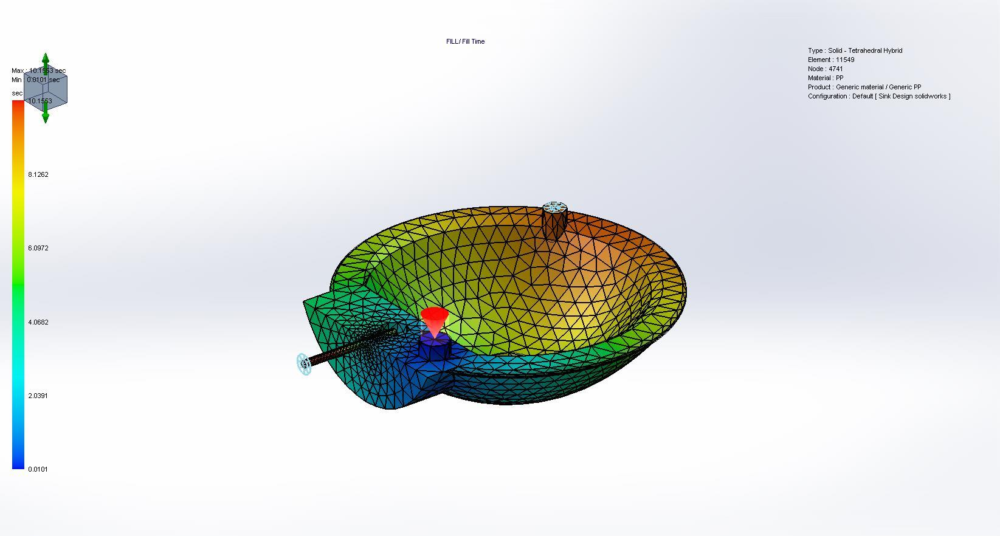 FILL/ Fill Time
Type : Solid - Tetrahedral Hybrid
Element : 11549
Node : 4741
Material : PP
Product : Generic material / Generic PP
Configuration : Default [ Sink Design solidworks ]
Max : 10.1553 sec
Min : 0.0101 sec
sec
10.1553
8.1262
6.0972
4.0682
2.0391
0.0101